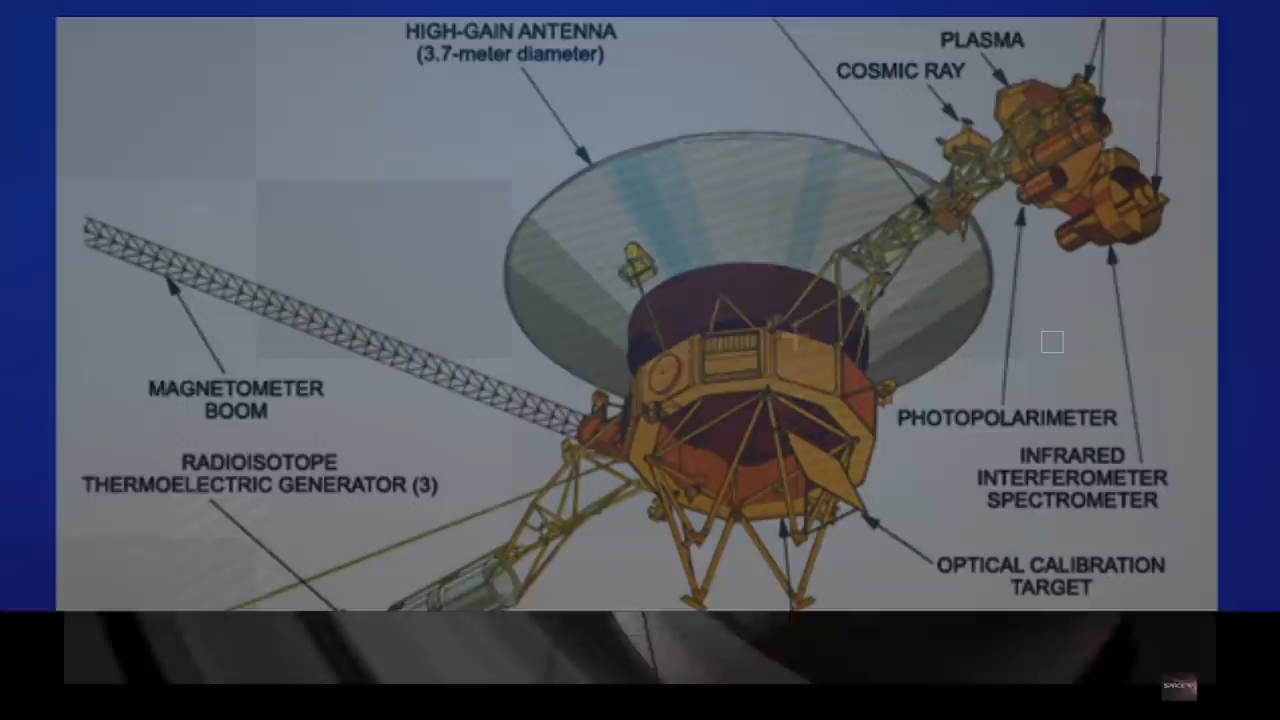 HIGH-GAIN ANTENNA
(3.7-meter diameter)
PLASMA
COSMIC RAY
MAGNETOMETER
BOOM
PHOTOPOLARIMETER
RADIOISOTOPE
THERMOELECTRIC GENERATOR (3)
INFRARED
INTERFEROMETER
SPECTROMETER
OPTICAL CALIBRATION
TARGET